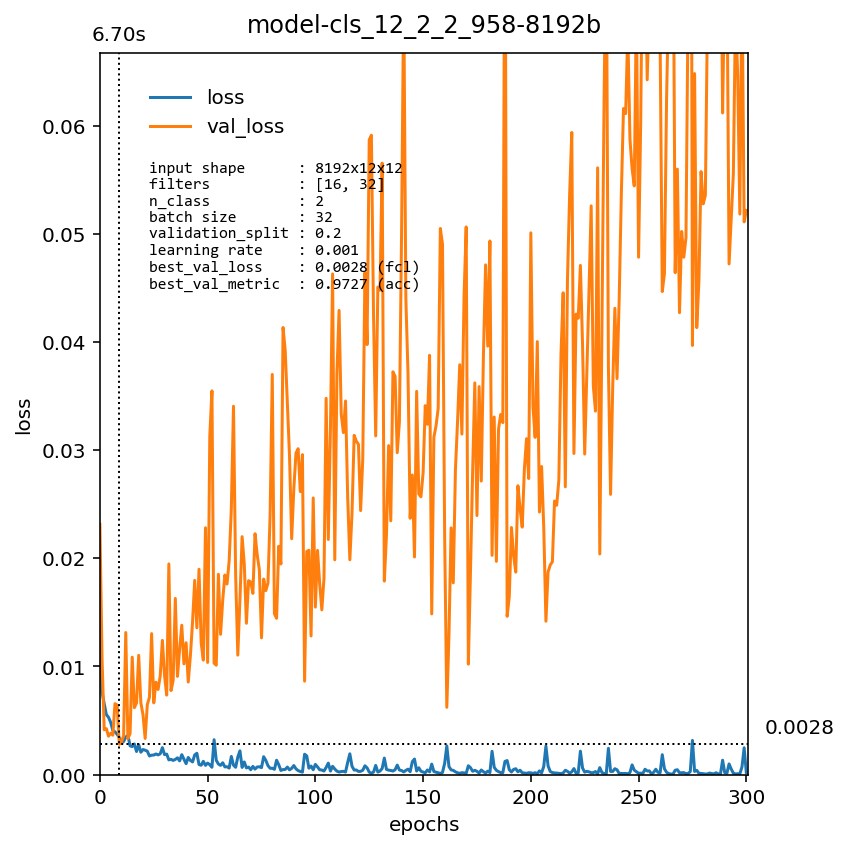 model-cls_12_2_2_958-8192b
6.70s
loss
val_loss
input shape : 8192x12x12
filters : [16, 32]
n_class : 2
batch size : 32
validation_split : 0.2
learning rate : 0.001
best_val_loss : 0.0028 (fcl)
best_val_metric : 0.9727 (acc)
0.06
0.05
0.04
0.03
0.02
0.01
0.00
loss
0.0028
0 50 100 150 200 250 300
epochs